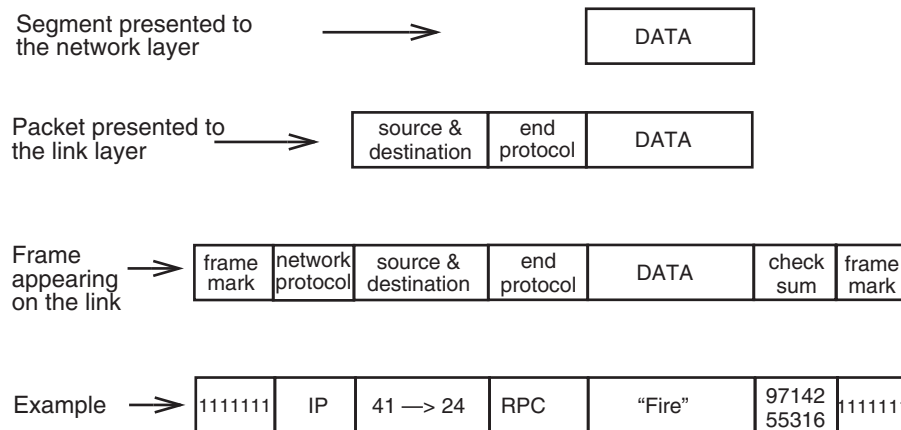 Segment presented to
the network layer
DATA
Packet presented to
the link layer
source &
destination
end
protocol
DATA
Frame
appearing
on the link
frame
mark
network
protocol
source &
destination
end
protocol
DATA
check
sum
frame
mark
Example
1111111
IP
41 —> 24
RPC
“Fire”
97142
55316
1111111